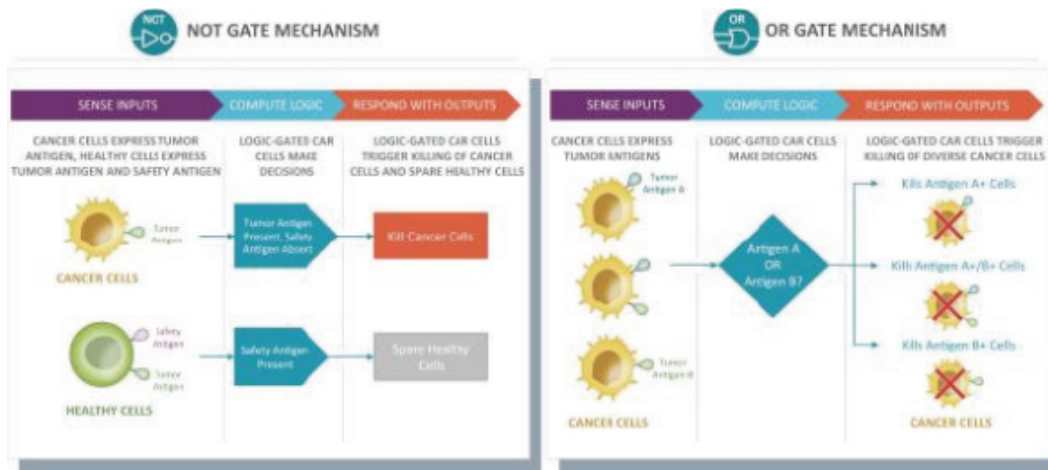 NOT
NOT GATE MECHANISM
SENSE INPUTS
COMPUTE LOGIC
RESPOND WITH OUTPUTS
CANCER CELLS EXPRESS TUMOR
ANTIGEN, HEALTHY CELLS EXPRESS
TUMOR ANTIGEN AND SAFETY ANTIGEN
LOGIC-GATED CAR
CELLS MAKE
DECISIONS
LOGIC-GATED CAR CELLS
TRIGGER KILLING OF CANCER
CELLS AND SPARE HEALTHY CELLS
Tumor
Antigen
CANCER CELLS
Tumor Antigen
Present, Safety
Antigen Absent
Kill Cancer Cells
Safety
Antigen
Tumor
Antigen
HEALTHY CELLS
Safety Antigen
Present
Spare Healthy
Cells
OR
OR GATE MECHANISM
SENSE INPUTS
COMPUTE LOGIC
RESPOND WITH OUTPUTS
CANCER CELLS EXPRESS
TUMOR ANTIGENS
LOGIC-GATED CAR CELLS
MAKE DECISIONS
LOGIC-GATED CAR CELLS TRIGGER
KILLING OF DIVERSE CANCER CELLS
Tumor
Antigen A
Tumor
Antigen B
CANCER CELLS
Antigen A
OR
Antigen B?
Kills Antigen A+ Cells
Kills Antigen A+/B+ Cells
Kills Antigen B+ Cells
CANCER CELLS